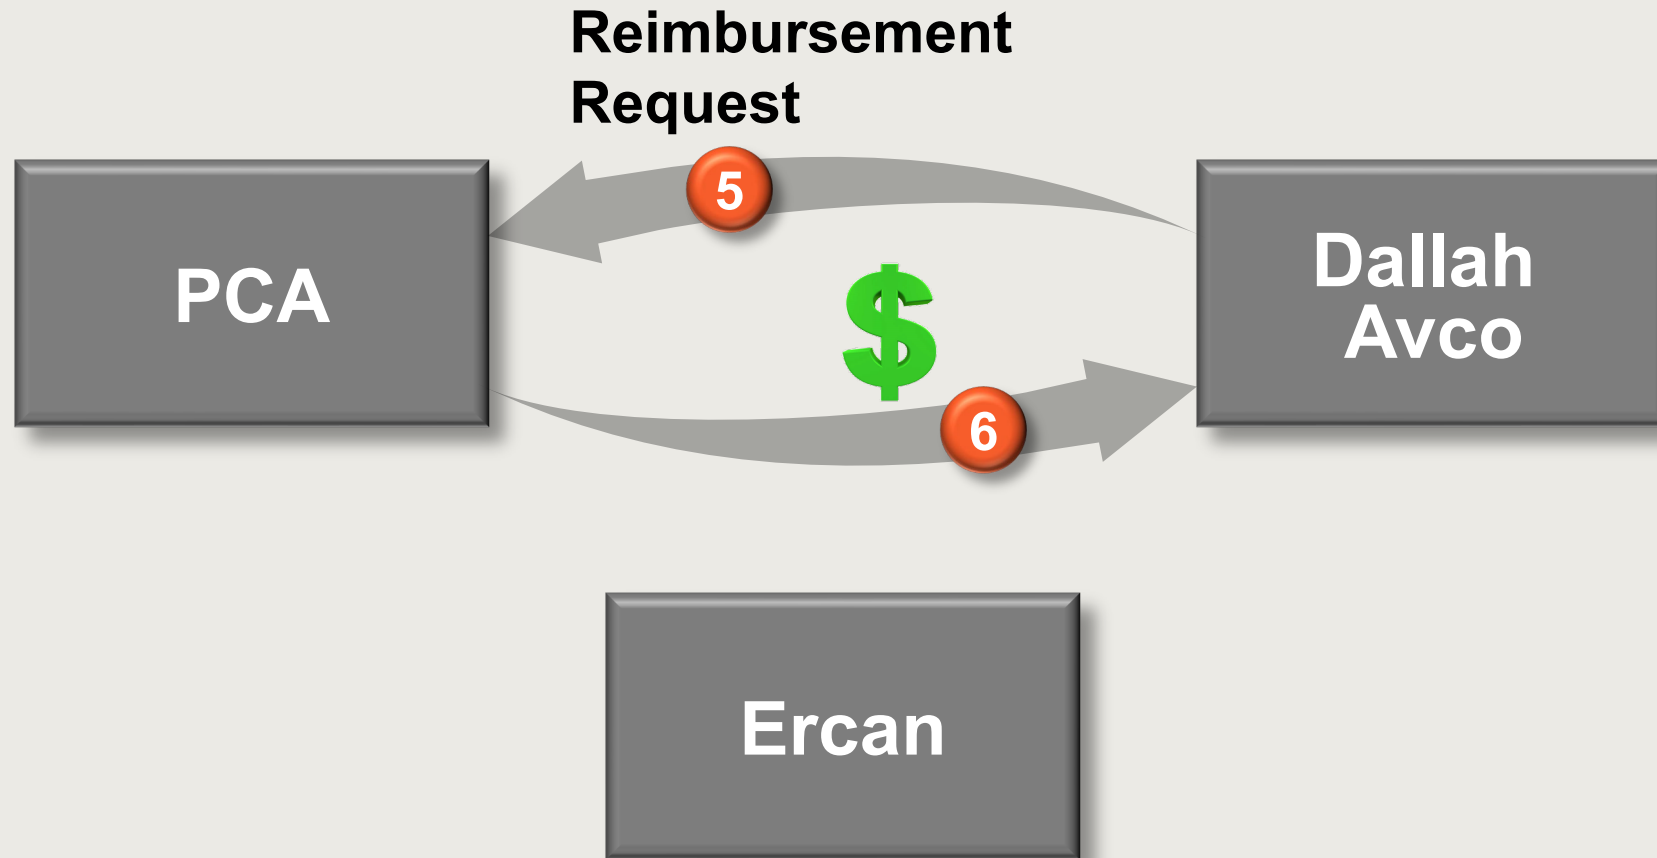 Reimbursement
Request
5
PCA
Dallah
Avco
$
6
Ercan